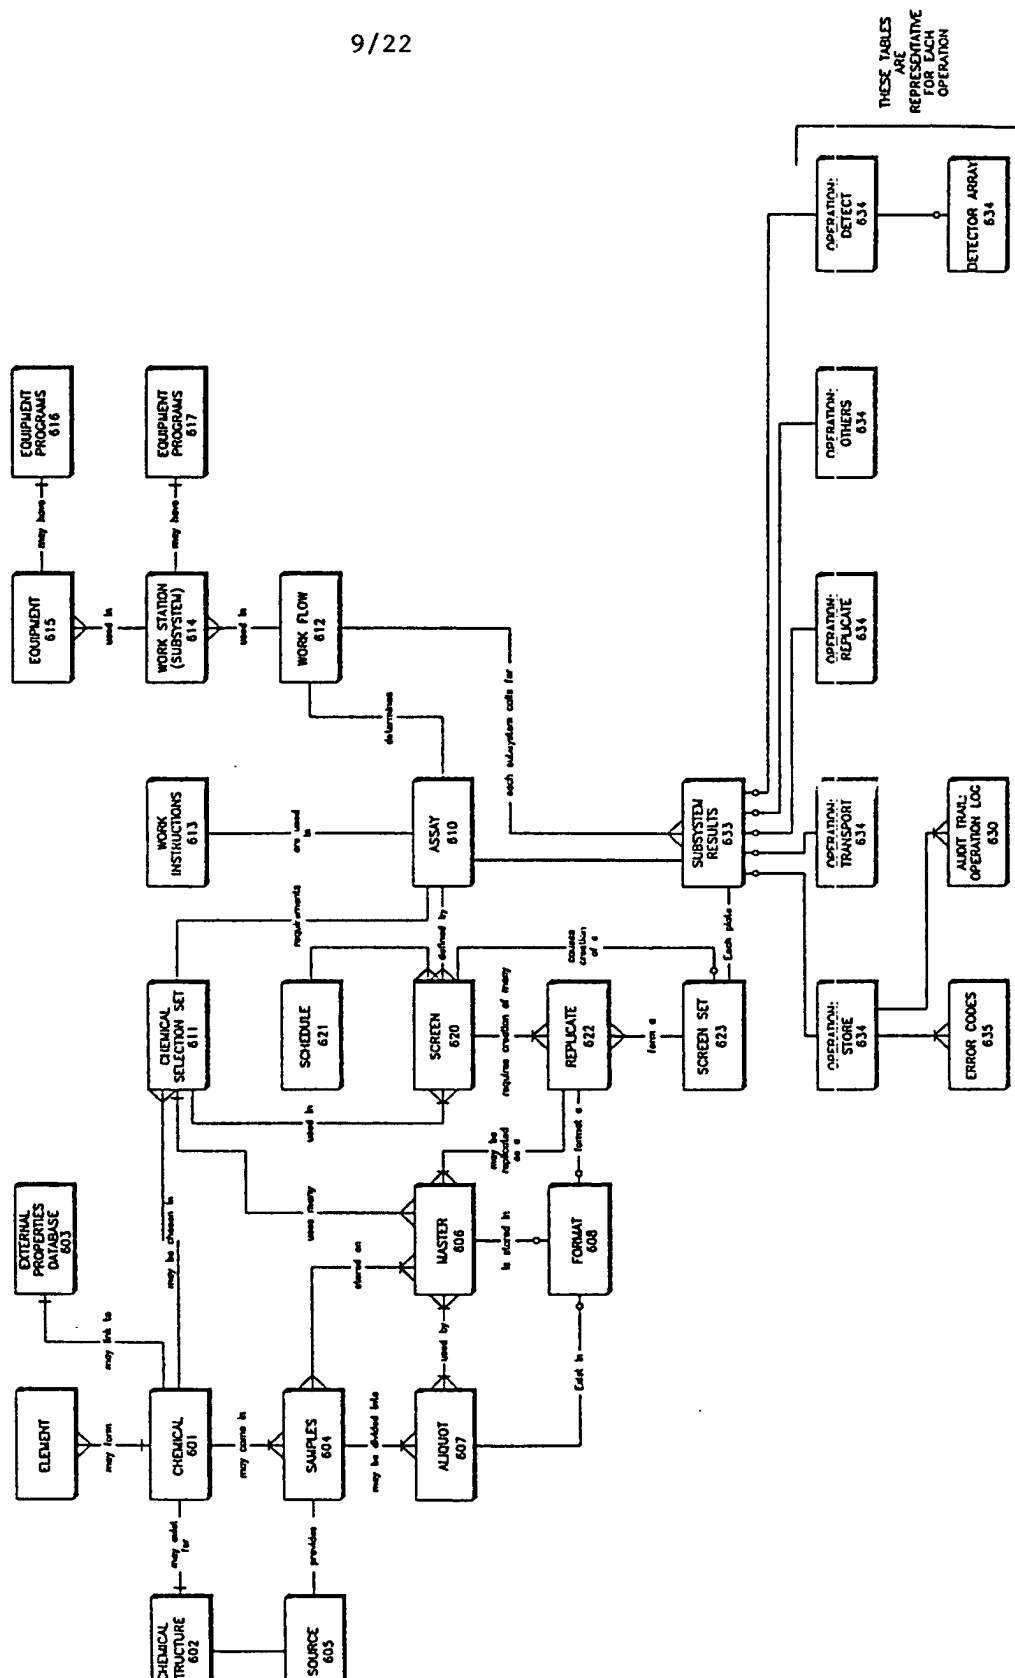 9/22
THESE TABLES
ARE
REPRESENTATIVE
FOR EACH
OPERATION
EQUIPMENT
PROGRAMS
616
EQUIPMENT
PROGRAMS
617
may have
may have
EQUIPMENT
615
used in
WORK STATION
(SUBSYSTEM)
614
used in
WORK FLOW
612
determines
each subsystem calls for
WORK
INSTRUCTIONS
613
are used
in
ASSAY
610
requirements
defined by
SUBSYSTEM
RESULTS
633
Each plate
OPERATION:
DETECT
634
DETECTOR ARRAY
634
OPERATION:
OTHERS
634
OPERATION:
REPLICATE
634
OPERATION:
TRANSPORT
634
OPERATION:
STORE
634
AUDIT TRAIL:
OPERATION LOG
630
ERROR CODES
635
CHEMICAL
SELECTION SET
611
SCHEDULE
621
SCREEN
620
requires creation of many
causes
creation
of a
REPLICATE
622
form a
SCREEN SET
623
used in
uses many
may be
replicated
as a
format a
EXTERNAL
PROPERTIES
DATABASE
603
may link to
may be chosen in
stored on
MASTER
606
is stored in
FORMAT
608
used by
Exist in
ELEMENT
may form
CHEMICAL
601
may come in
SAMPLES
604
may be divided into
ALIQUOT
607
may exist
for
provides
CHEMICAL
TRUCTURE
602
SOURCE
605